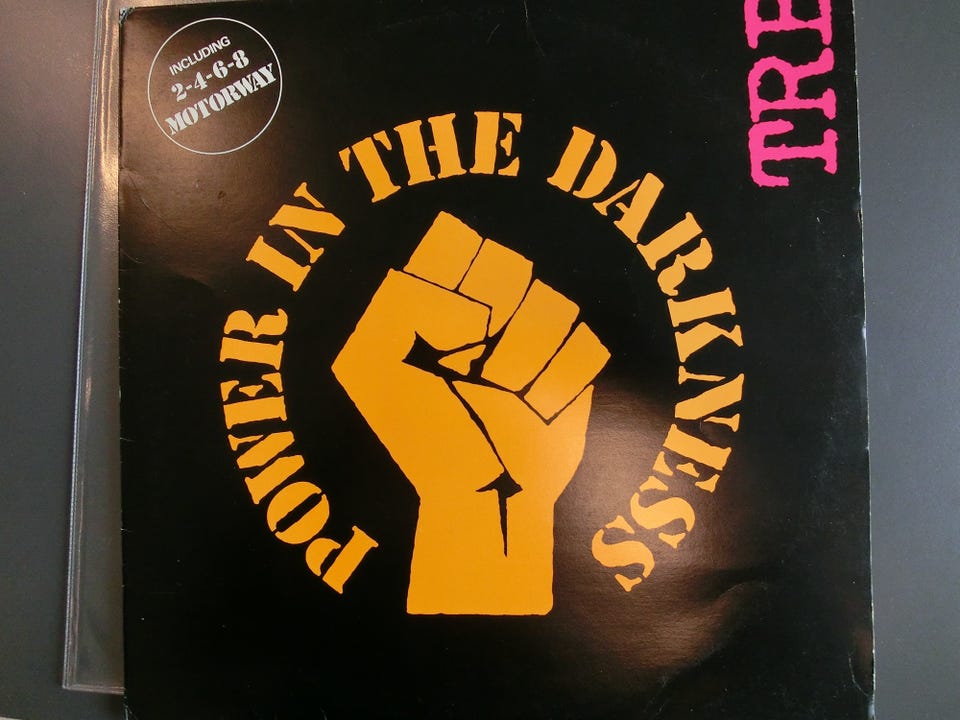 INCLUDING
2-4-6-8
MOTORWAY
POWER IN THE DARKNESS
TRE